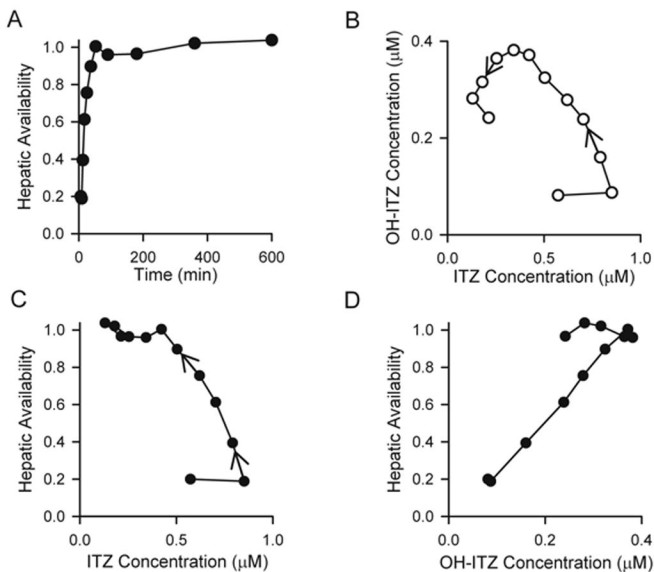 A
Hepatic Availability
1.0
0.8
0.6
0.4
0.2
0.0
0 200 400 600
Time (min)
B
OH-ITZ Concentration (μM)
0.4
0.2
0.0
0.0 0.5 1.0
ITZ Concentration (μM)
C
Hepatic Availability
1.0
0.8
0.6
0.4
0.2
0.0
0.0 0.5 1.0
ITZ Concentration (μM)
D
Hepatic Availability
1.0
0.8
0.6
0.4
0.2
0.0
0.0 0.2 0.4
OH-ITZ Concentration (μM)